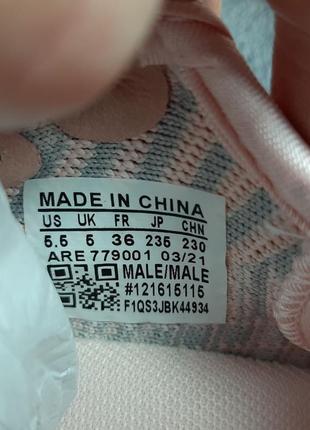 MADE IN CHINA
US UK FR JP CHN
5.5 5 36 235 230
ARE 779001 03/21
MALE/MALE
#121615115
F1QS3JBK44934